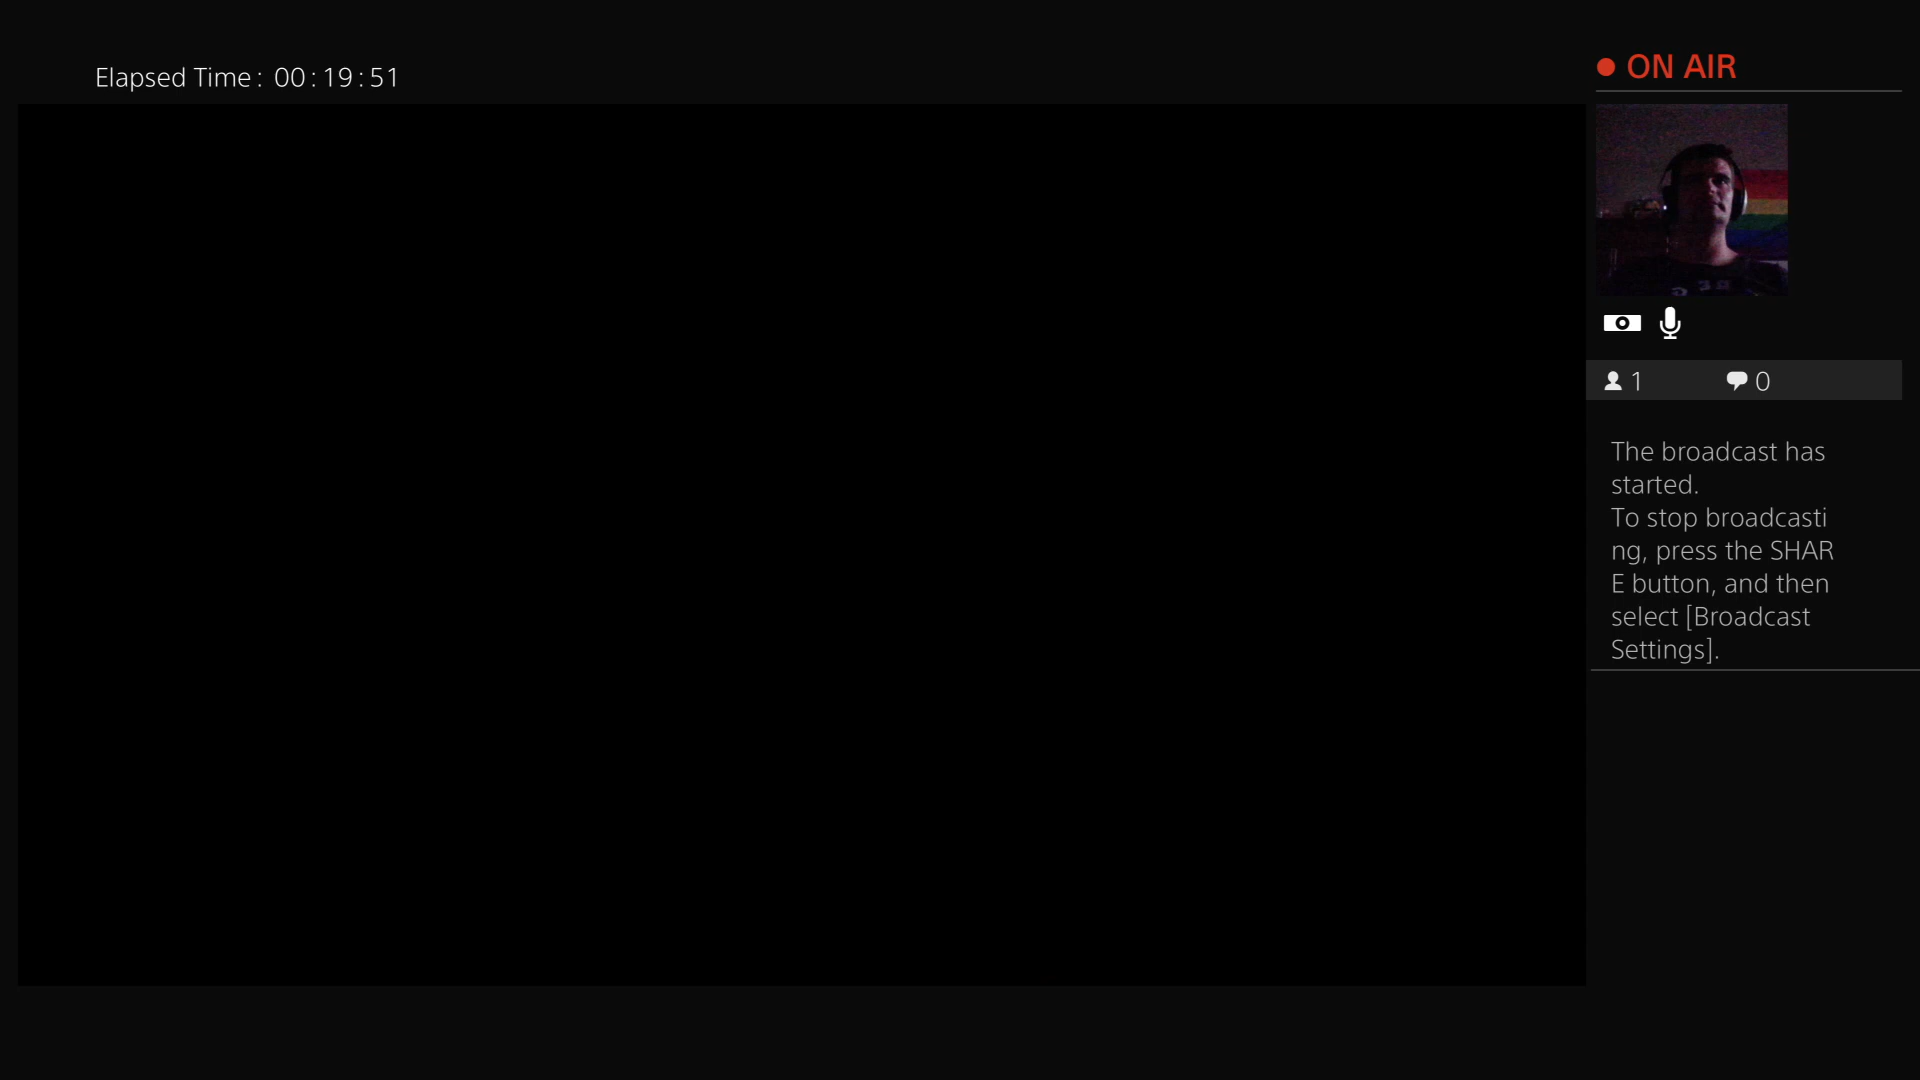 Elapsed Time: 00:19:51
ON AIR
1
0
The broadcast has
started.
To stop broadcasti
ng, press the SHAR
E button, and then
select [Broadcast
Settings].